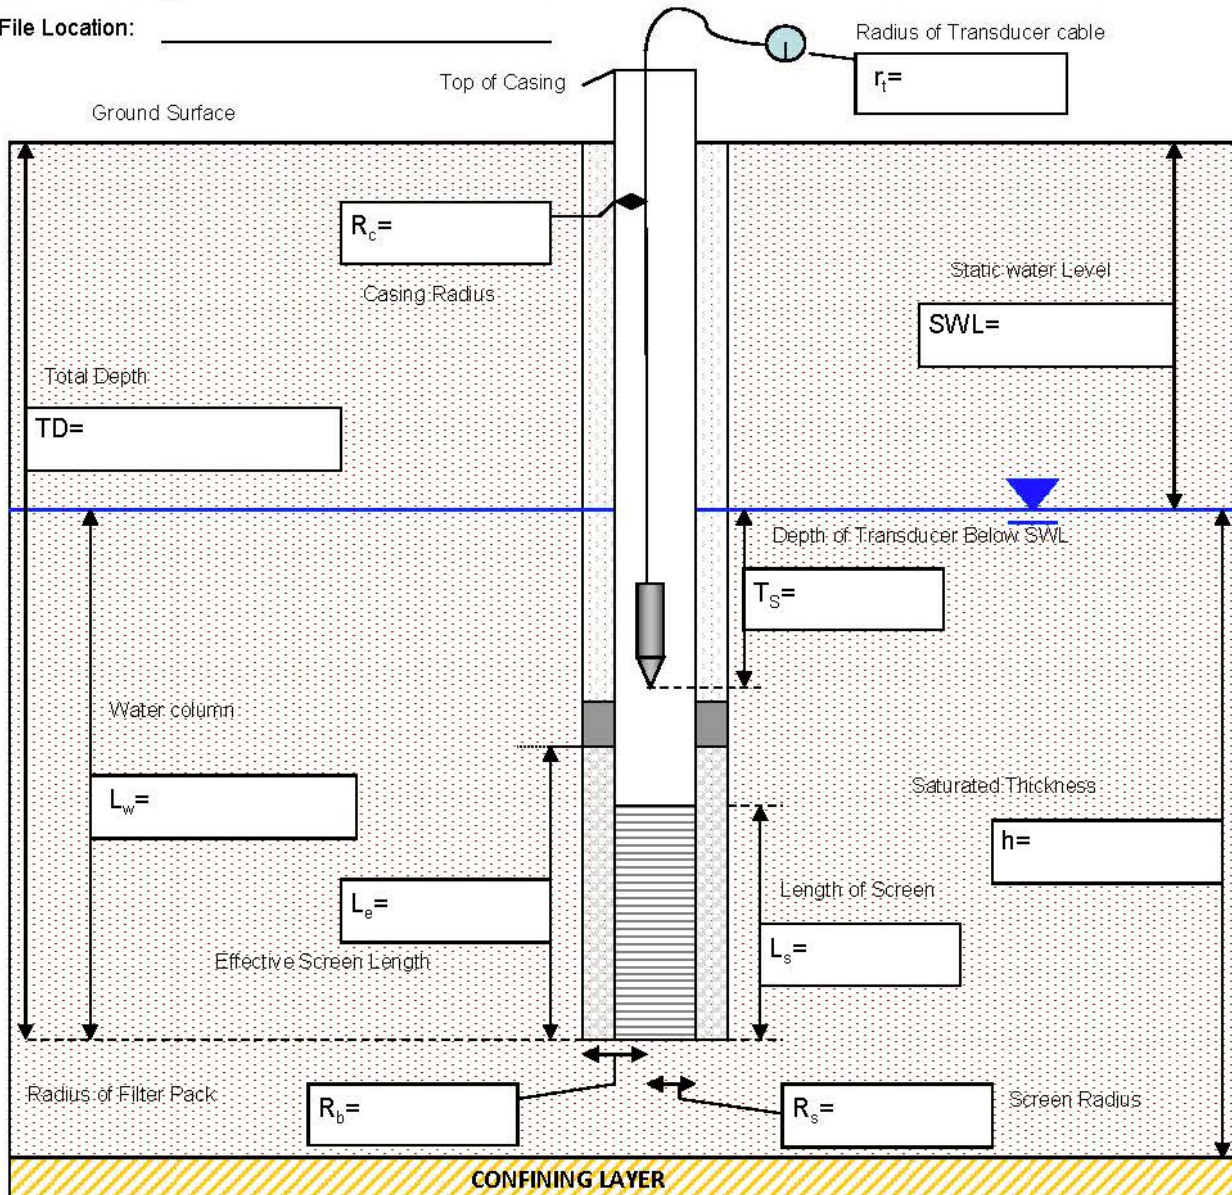 File Location:
Radius of Transducer cable
rt=
Top of Casing
Ground Surface
Rc=
Casing Radius
Static water Level
SWL=
Total Depth
TD=
Depth of Transducer Below SWL
TS=
Water column
Lw=
Saturated Thickness
h=
Le=
Length of Screen
Ls=
Effective Screen Length
Radius of Filter Pack
Rb=
Rs=
Screen Radius
CONFINING LAYER